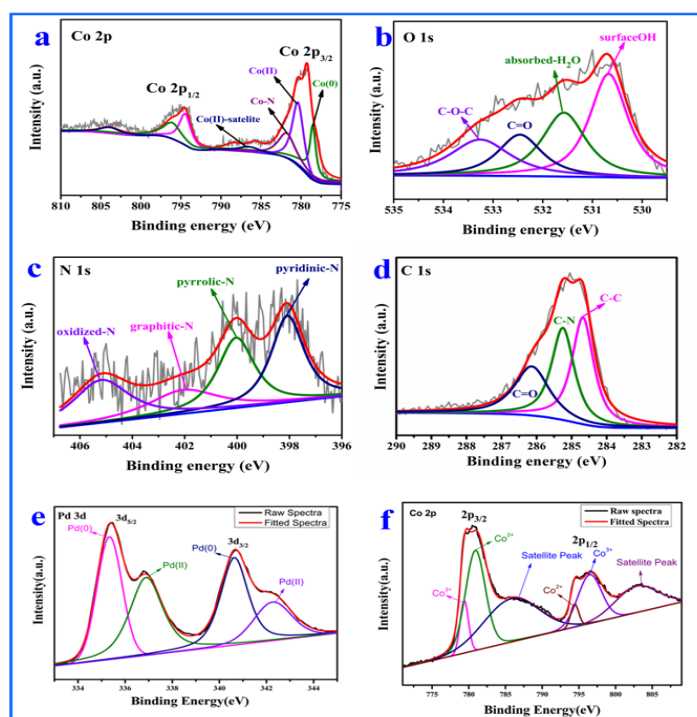 a
Co 2p
Co 2p3/2
Co(II)
Co(0)
Co-N
Co 2p1/2
Co(II)-satelite
Intensity (a.u.)
810 805 800 795 790 785 780 775
Binding energy (eV)
b
O 1s
surfaceOH
absorbed-H2O
C-O-C
C=O
Intensity (a.u.)
535 533 532 531 530
Binding energy (eV)
c
N 1s
pyridinic-N
pyrrolic-N
graphitic-N
oxidized-N
Intensity (a.u.)
406 404 402 400 398 396
Binding energy (eV)
d
C 1s
C-C
C-N
C=O
Intensity (a.u.)
290 288 286 284 282
Binding energy (eV)
e
Pd 3d
3d5/2
Raw Spectra
Fitted Spectra
Pd(0)
3d3/2
Pd(0)
Pd(II)
Pd(II)
Intensity(a.u.)
334 336 338 340 342 344
Binding Energy(eV)
f
Co 2p
2p3/2
Raw spectra
Fitted Spectra
Co2+
2p1/2
Co3+
Satellite Peak
Satellite Peak
Co2+
Co3+
Intensity(a.u.)
775 780 785 790 795 800 805
Binding Energy(eV)